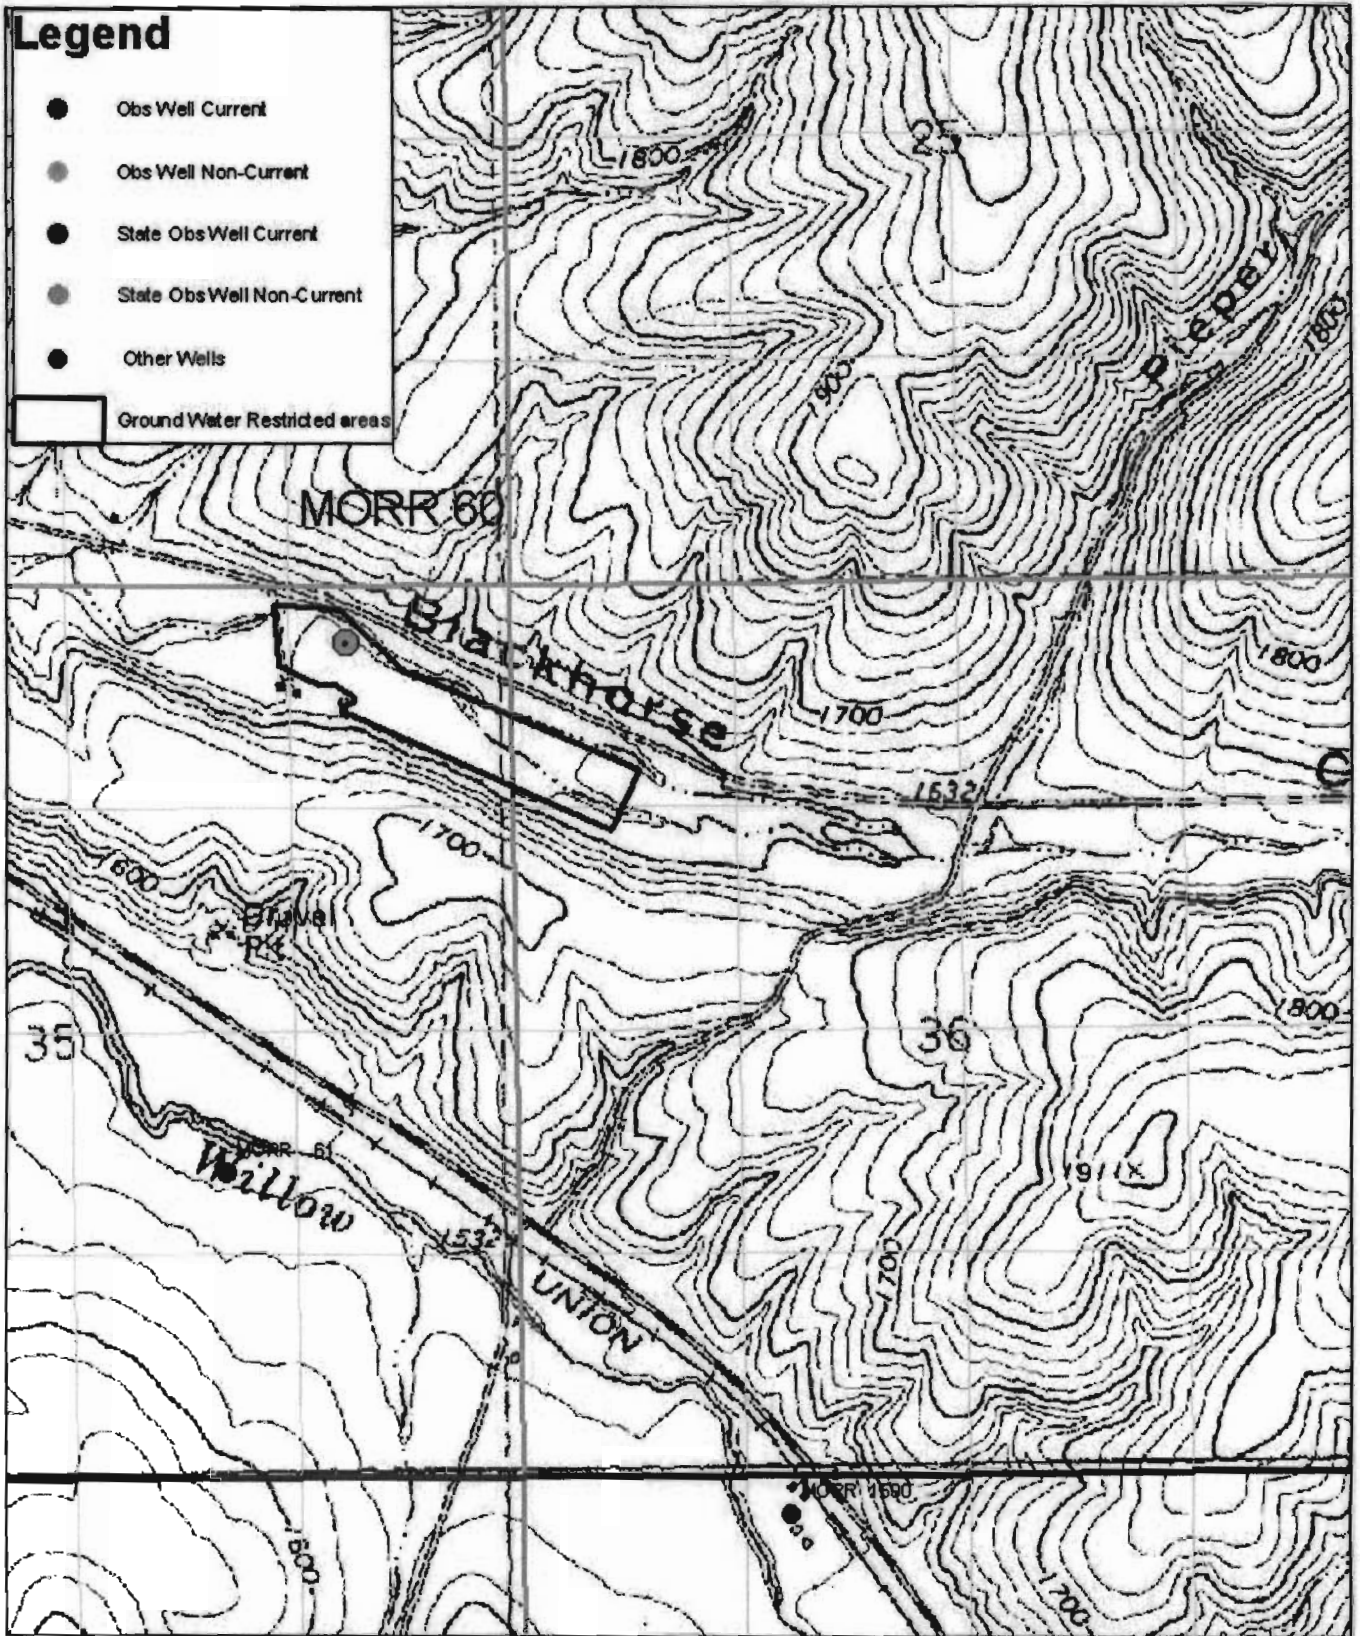 Legend
Obs Well Current
Obs Well Non-Current
State Obs Well Current
State Obs Well Non-Current
Other Wells
Ground Water Restricted areas
1800
25
Pieper
1800
1900
MORR 60
Blackhorse
1800
1700
C
1632
1700
1600
Gravel
Pit
35
36
1800
MORR 61
Willow
1911
1532
1700
UNION
MORR 1590
1600
1700